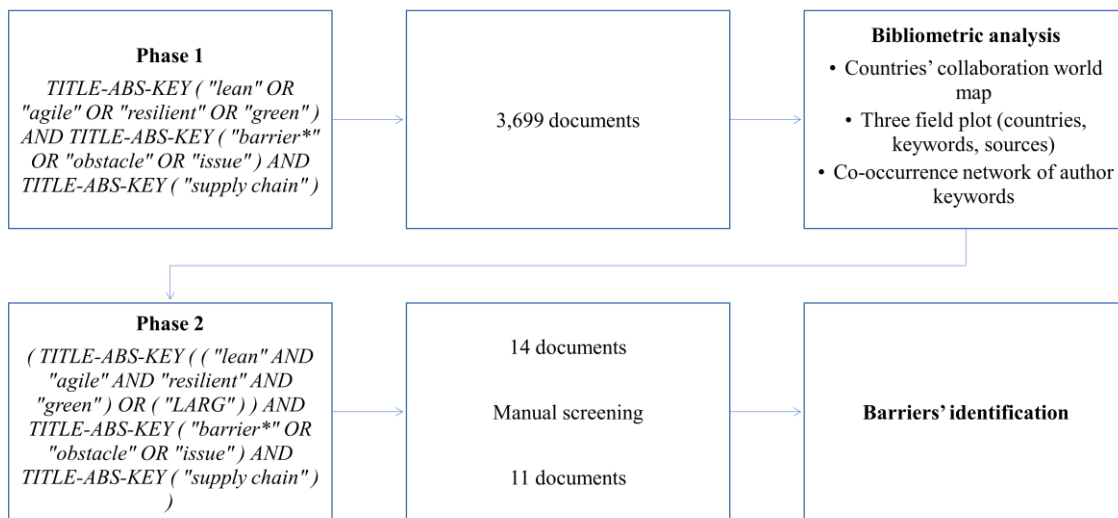 Phase 1
TITLE-ABS-KEY ( "lean" OR
"agile" OR "resilient" OR "green" )
AND TITLE-ABS-KEY ( "barrier*"
OR "obstacle" OR "issue" ) AND
TITLE-ABS-KEY ( "supply chain" )
3,699 documents
Bibliometric analysis
• Countries’ collaboration world
map
• Three field plot (countries,
keywords, sources)
• Co-occurrence network of author
keywords
Phase 2
( TITLE-ABS-KEY ( ( "lean" AND
"agile" AND "resilient" AND
"green" ) OR ( "LARG" ) ) AND
TITLE-ABS-KEY ( "barrier*" OR
"obstacle" OR "issue" ) AND
TITLE-ABS-KEY ( "supply chain" )
)
14 documents
Manual screening
11 documents
Barriers’ identification